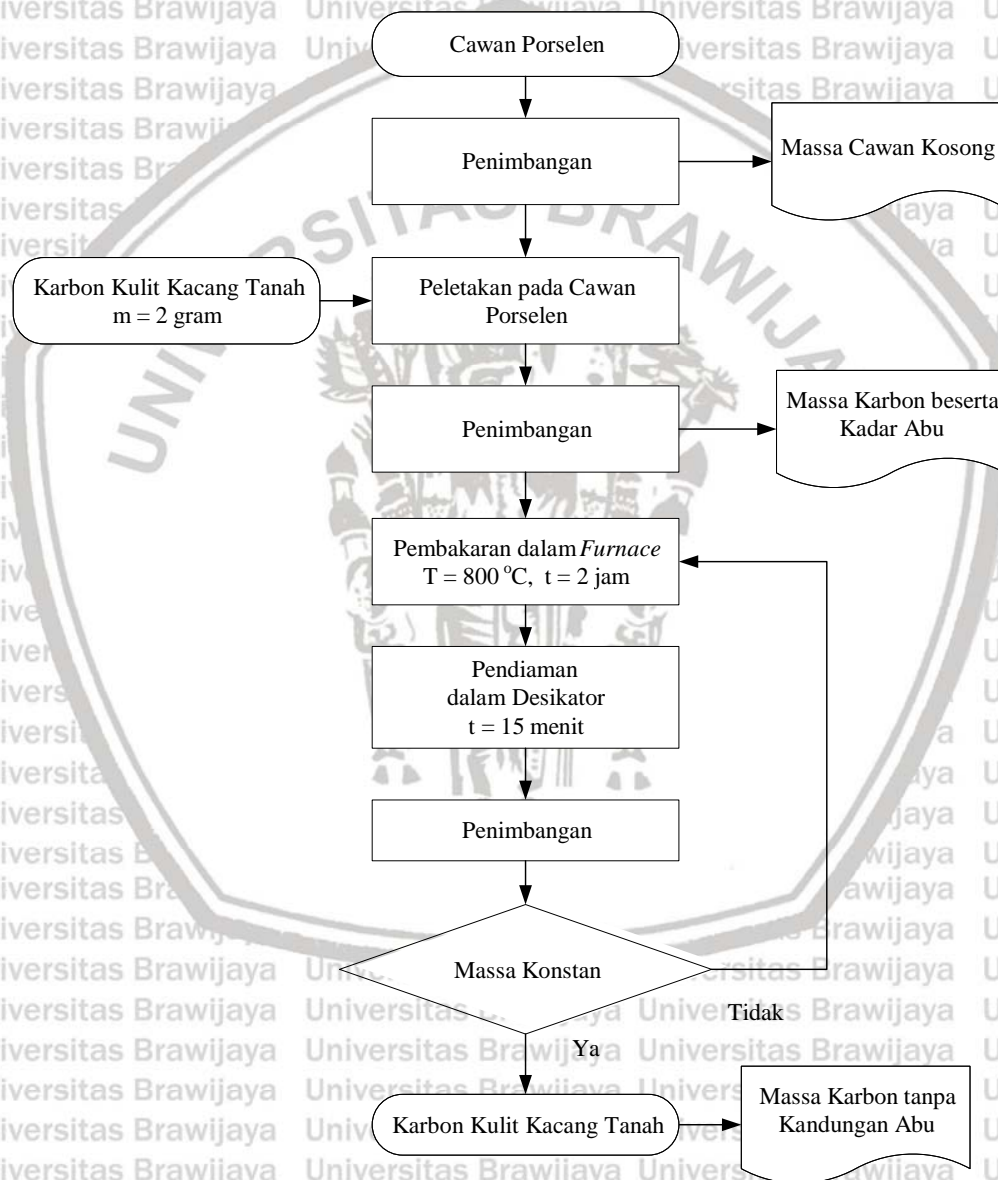 Cawan Porselen
Penimbangan
Massa Cawan Kosong
Karbon Kulit Kacang Tanah
m = 2 gram
Peletakan pada Cawan
Porselen
Penimbangan
Massa Karbon beserta
Kadar Abu
Pembakaran dalam Furnace
T = 800 °C, t = 2 jam
Pendiaman
dalam Desikator
t = 15 menit
Penimbangan
Massa Konstan
Tidak
Ya
Karbon Kulit Kacang Tanah
Massa Karbon tanpa
Kandungan Abu
UNIVERSITAS BRAWIJAYA